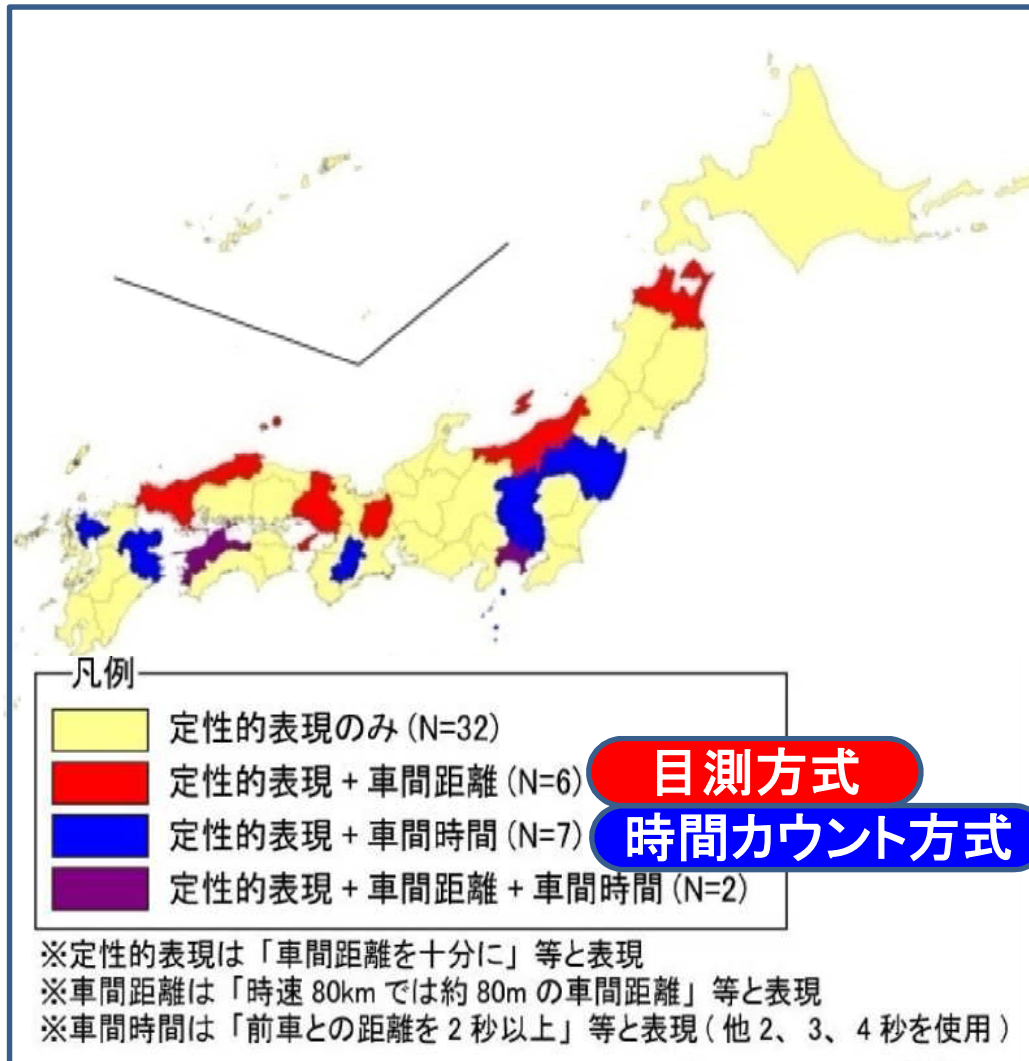 凡例
定性的表現のみ (N=32)
定性的表現 + 車間距離 (N=6)
目測方式
定性的表現 + 車間時間 (N=7)
時間カウント方式
定性的表現 + 車間距離 + 車間時間 (N=2)
※定性的表現は「車間距離を十分に」等と表現
※車間距離は「時速 80km では約 80m の車間距離」等と表現
※車間時間は「前車との距離を 2 秒以上」等と表現 ( 他 2、3、4 秒を使用 )